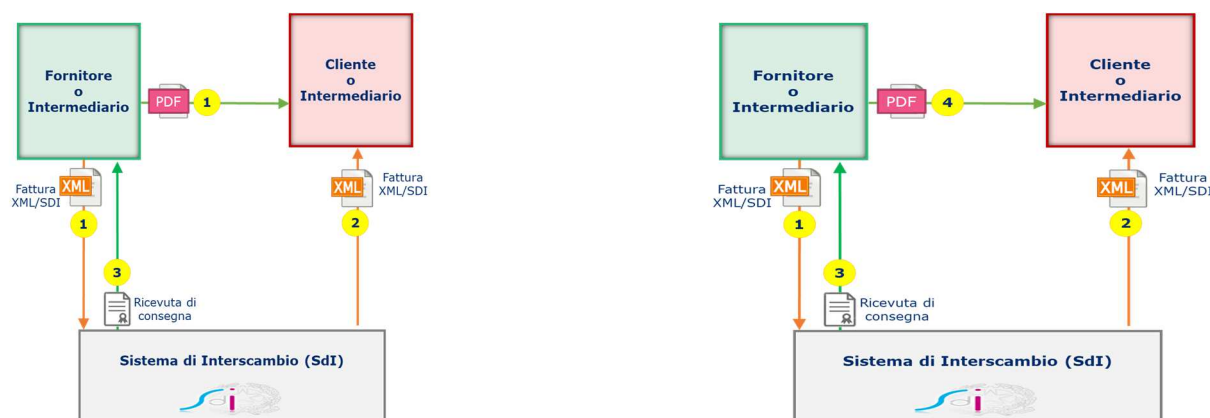 Fornitore
o
Intermediario
PDF
1
Cliente
o
Intermediario
Fattura
XML/SDI
XML
1
Fattura
XML/SDI
XML
2
3
Ricevuta di
consegna
Sistema di Interscambio (SdI)
Sdi
Fornitore
o
Intermediario
PDF
4
Cliente
o
Intermediario
Fattura
XML/SDI
XML
1
Fattura
XML/SDI
XML
2
3
Ricevuta di
consegna
Sistema di Interscambio (SdI)
Sdi